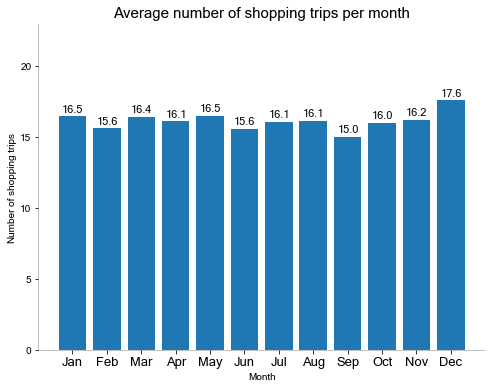 Average number of shopping trips per month
Number of shopping trips
20
15
10
5
0
16.5 15.6 16.4 16.1 16.5 15.6 16.1 16.1 15.0 16.0 16.2 17.6
Jan Feb Mar Apr May Jun Jul Aug Sep Oct Nov Dec
Month